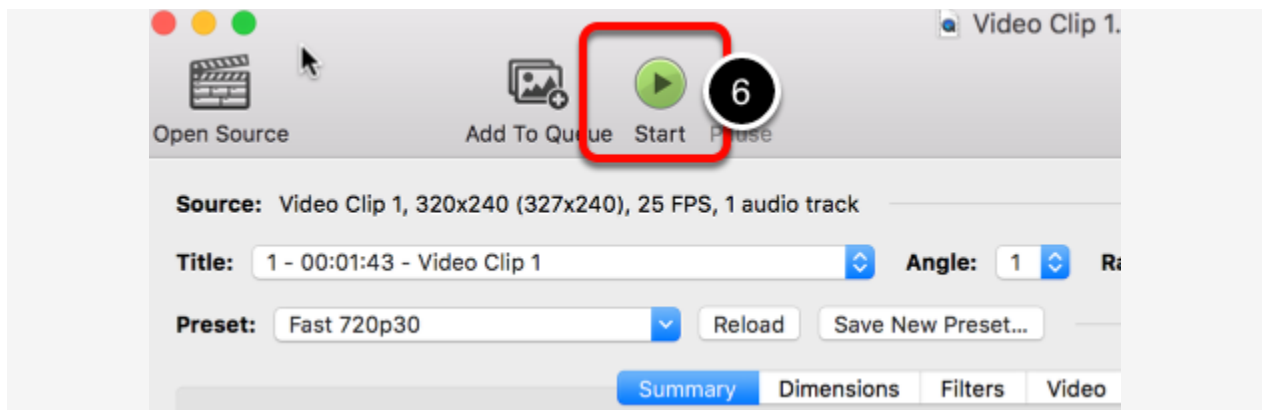 Video Clip 1.
6
Open Source Add To Queue Start Pause
Source: Video Clip 1, 320x240 (327x240), 25 FPS, 1 audio track
Title: 1 - 00:01:43 - Video Clip 1 Angle: 1
Preset: Fast 720p30 Reload Save New Preset...
Summary Dimensions Filters Video